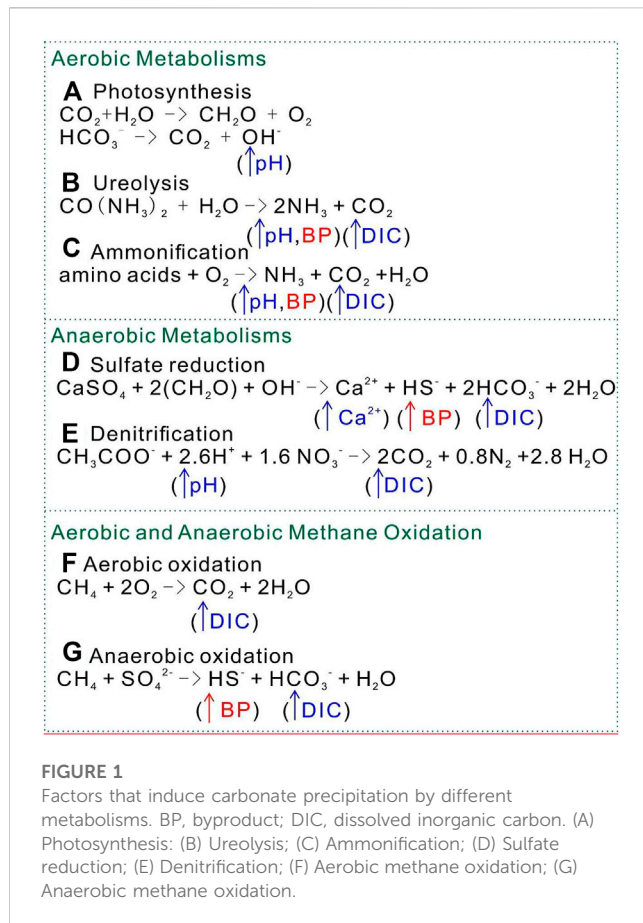 Aerobic Metabolisms
A Photosynthesis
CO₂+H₂O -> CH₂O + O₂
HCO₃⁻ -> CO₂ + OH⁻
(↑pH)
B Ureolysis
CO(NH₃)₂ + H₂O -> 2NH₃ + CO₂
(↑pH,BP)(↑DIC)
C Ammonification
amino acids + O₂ -> NH₃ + CO₂ +H₂O
(↑pH,BP)(↑DIC)
Anaerobic Metabolisms
D Sulfate reduction
CaSO₄ + 2(CH₂O) + OH⁻ -> Ca²⁺ + HS⁻ + 2HCO₃⁻ + 2H₂O
(↑ Ca²⁺) (↑ BP) (↑DIC)
E Denitrification
CH₃COO⁻ + 2.6H⁺ + 1.6 NO₃⁻ -> 2CO₂ + 0.8N₂ +2.8 H₂O
(↑pH) (↑DIC)
Aerobic and Anaerobic Methane Oxidation
F Aerobic oxidation
CH₄ + 2O₂ -> CO₂ + 2H₂O
(↑DIC)
G Anaerobic oxidation
CH₄ + SO₄²⁻ -> HS⁻ + HCO₃⁻ + H₂O
(↑ BP) (↑DIC)
FIGURE 1
Factors that induce carbonate precipitation by different
metabolisms. BP, byproduct; DIC, dissolved inorganic carbon. (A)
Photosynthesis: (B) Ureolysis; (C) Ammonification; (D) Sulfate
reduction; (E) Denitrification; (F) Aerobic methane oxidation; (G)
Anaerobic methane oxidation.